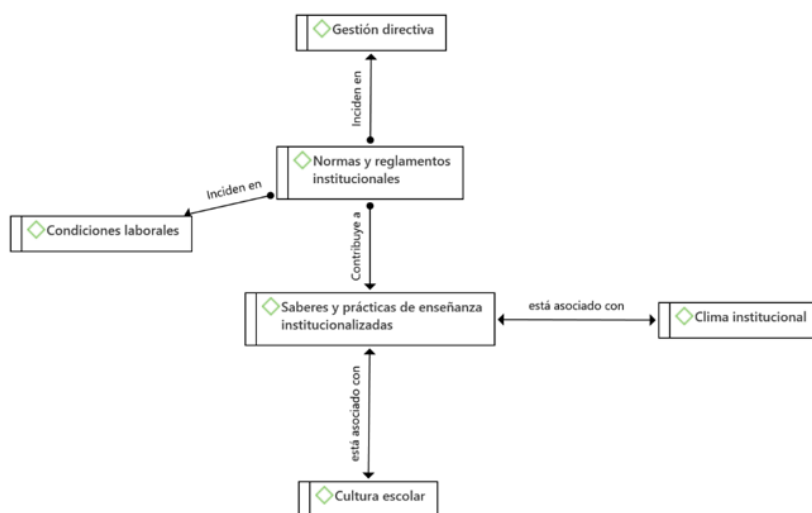 Gestión directiva
Inciden en
Normas y reglamentos
institucionales
Inciden en
Condiciones laborales
Contribuye a
Saberes y prácticas de enseñanza
institucionalizadas
está asociado con
Clima institucional
está asociado con
Cultura escolar